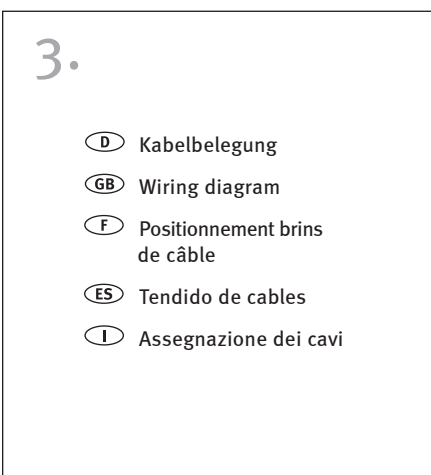 3.
D Kabelbelegung
GB Wiring diagram
F Positionnement brins
de câble
ES Tendido de cables
I Assegnazione dei cavi